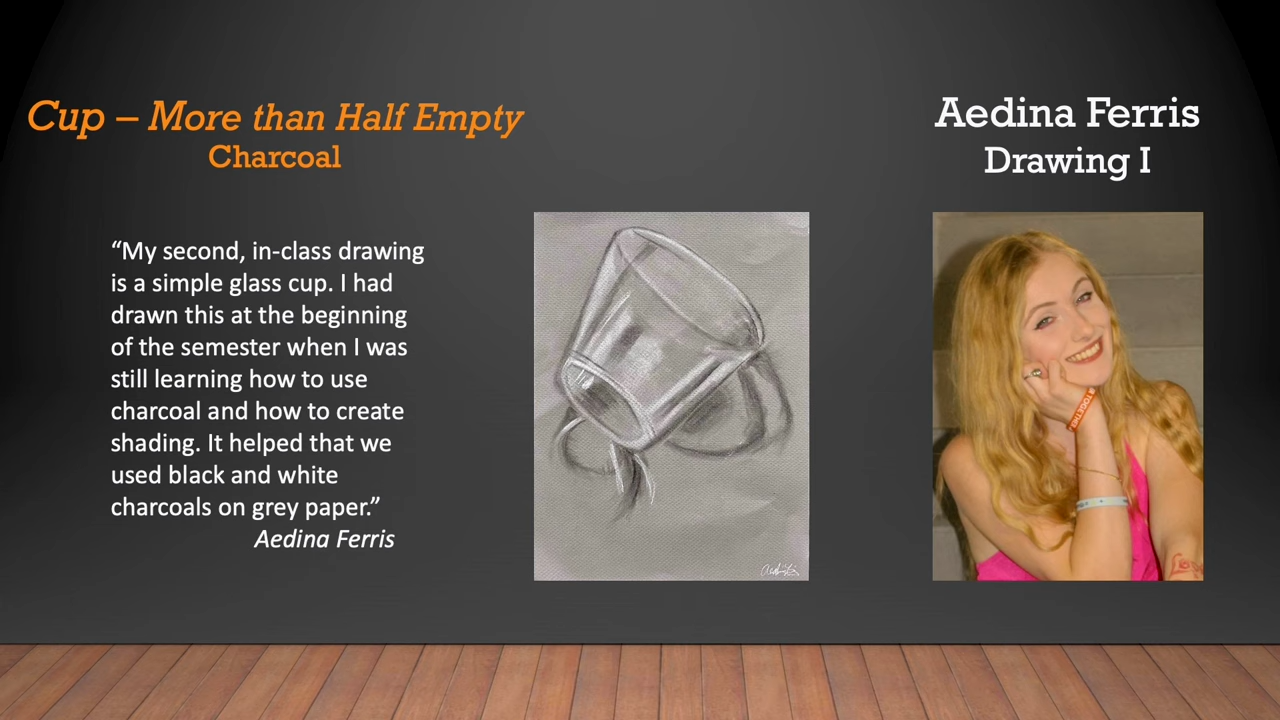 Cup – More than Half Empty
Charcoal
Aedina Ferris
Drawing I
“My second, in-class drawing
is a simple glass cup. I had
drawn this at the beginning
of the semester when I was
still learning how to use
charcoal and how to create
shading. It helped that we
used black and white
charcoals on grey paper.”
Aedina Ferris